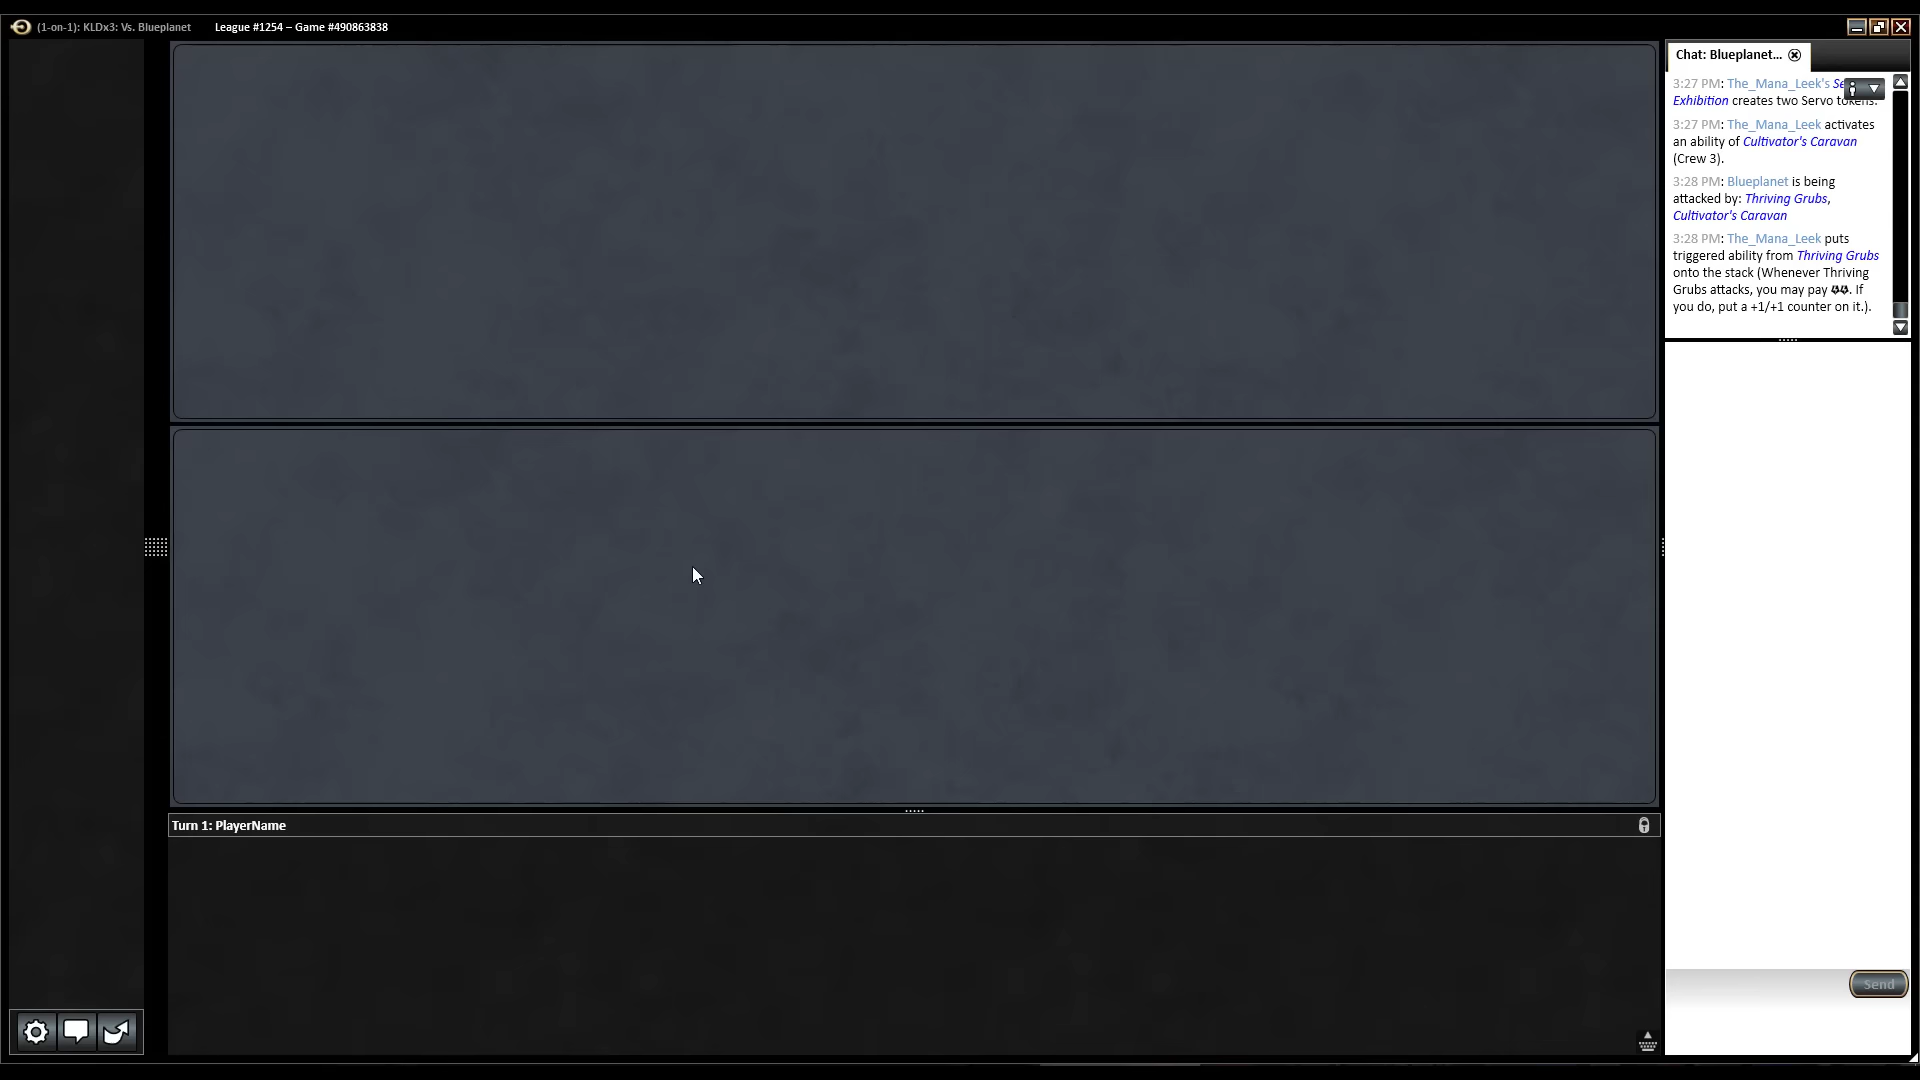 (1-on-1): KLDx3: Vs. Blueplanet League #1254 – Game #490863838
Chat: Blueplanet...
3:27 PM: The_Mana_Leek's
Exhibition creates two Servo tokens.
3:27 PM: The_Mana_Leek activates
an ability of Cultivator's Caravan
(Crew 3).
3:28 PM: Blueplanet is being
attacked by: Thriving Grubs,
Cultivator's Caravan
3:28 PM: The_Mana_Leek puts
triggered ability from Thriving Grubs
onto the stack (Whenever Thriving
Grubs attacks, you may pay . If
you do, put a +1/+1 counter on it.).
Turn 1: PlayerName
Send